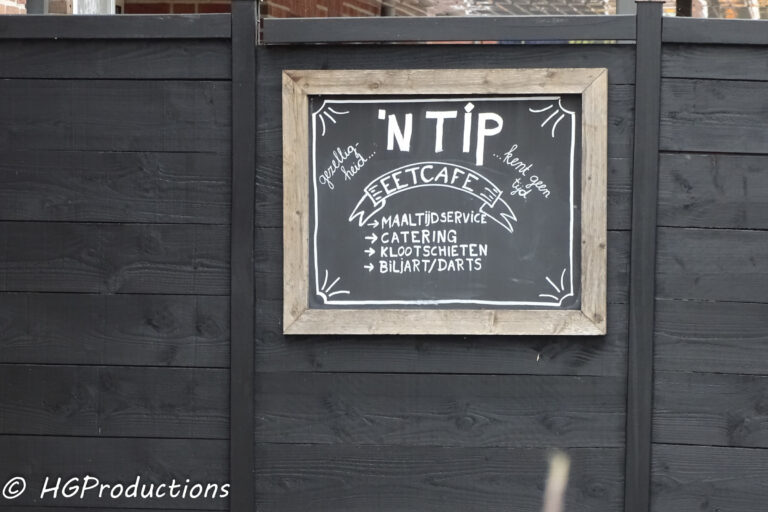 'N TIP
gezellig-
heid...
...kent geen
tijd
EETCAFE
→ MAALTIJDSERVICE
→ CATERING
→ KLOOTSCHIETEN
→ BILJART/DARTS
© HGProductions